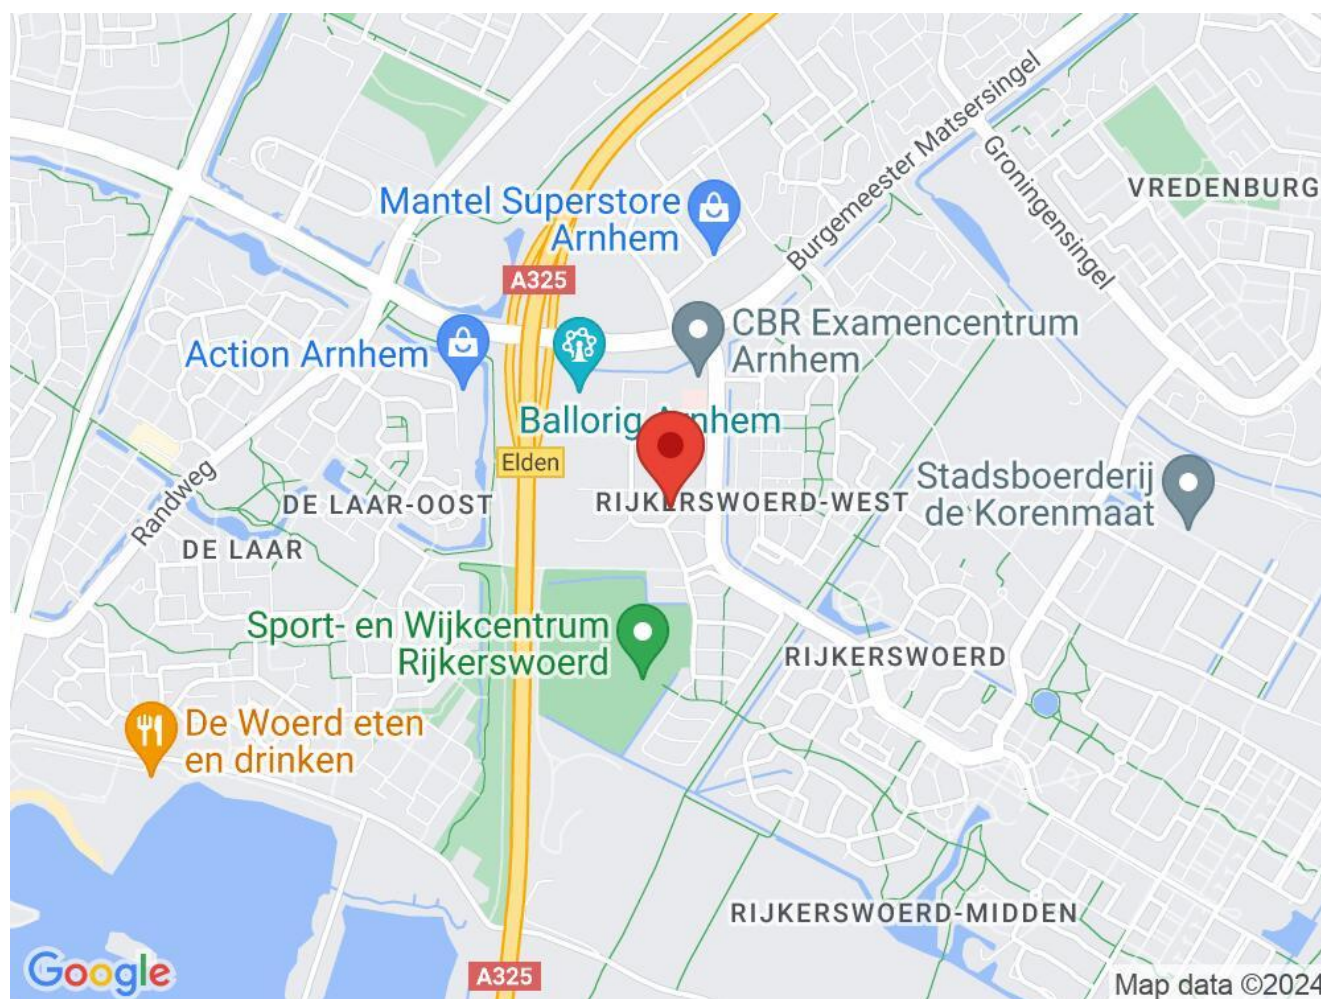 Burgemeester Matsersingel
Groningensingel
VREDENBURG
Mantel Superstore
Arnhem
A325
CBR Examencentrum
Arnhem
Action Arnhem
Ballorig Arnhem
Elden
Randweg
DE LAAR-OOST
RIJKERSWOERD-WEST
Stadsboerderij
de Korenmaat
DE LAAR
Sport- en Wijkcentrum
Rijkerswoerd
RIJKERSWOERD
De Woerd eten
en drinken
RIJKERSWOERD-MIDDEN
Google
A325
Map data ©2024